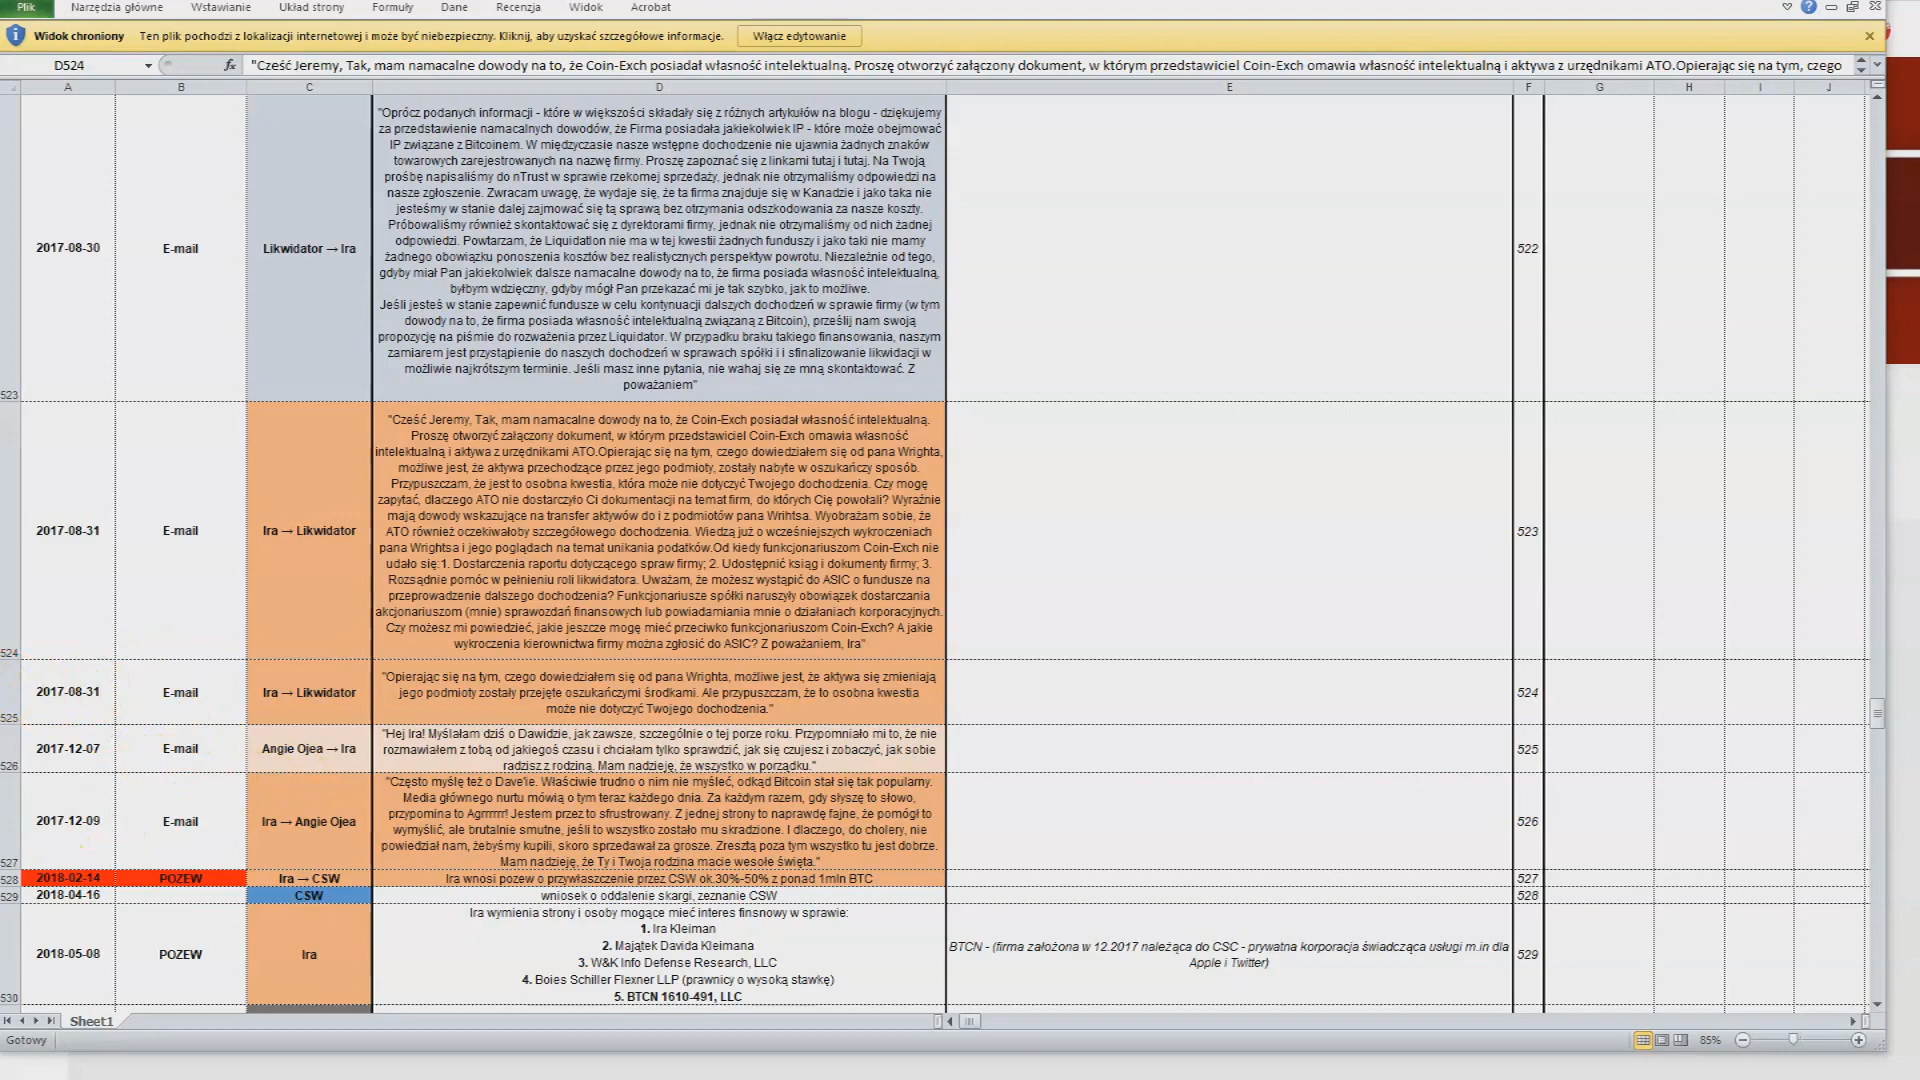 Plik Narzędzia główne Wstawianie Układ strony Formuły Dane Recenzja Widok Acrobat
Widok chroniony Ten plik pochodzi z lokalizacji internetowej i może być niebezpieczny. Kliknij, aby uzyskać szczegółowe informacje. Włącz edytowanie
D524 fx "Cześć Jeremy, Tak, mam namacalne dowody na to, że Coin-Exch posiadał własność intelektualną. Proszę otworzyć załączony dokument, w którym przedstawiciel Coin-Exch omawia własność intelektualną i aktywa z urzędnikami ATO.Opierając się na tym, czego
A B C D E F G H I J
"Oprócz podanych informacji - które w większości składały się z różnych artykułów na blogu - dziękujemy
za przedstawienie namacalnych dowodów, że Firma posiadała jakiekolwiek IP - które może obejmować
IP związane z Bitcoinem. W międzyczasie nasze wstępne dochodzenie nie ujawnia żadnych znaków
towarowych zarejestrowanych na nazwę firmy. Proszę zapoznać się z linkami tutaj i tutaj. Na Twoją
prośbę napisaliśmy do nTrust w sprawie rzekomej sprzedaży, jednak nie otrzymaliśmy odpowiedzi na
nasze zgłoszenie. Zwracam uwagę, że wydaje się, że ta firma znajduje się w Kanadzie i jako taka nie
jesteśmy w stanie dalej zajmować się tą sprawą bez otrzymania odszkodowania za nasze koszty.
Próbowaliśmy również skontaktować się z dyrektorami firmy, jednak nie otrzymaliśmy od nich żadnej
odpowiedzi. Powtarzam, że Liquidation nie ma w tej kwestii żadnych funduszy i jako taki nie mamy
żadnego obowiązku ponoszenia kosztów bez realistycznych perspektyw powrotu. Niezależnie od tego,
gdyby miał Pan jakiekolwiek dalsze namacalne dowody na to, że firma posiada własność intelektualną,
byłbym wdzięczny, gdyby mógł Pan przekazać mi je tak szybko, jak to możliwe.
Jeśli jesteś w stanie zapewnić fundusze w celu kontynuacji dalszych dochodzeń w sprawie firmy (w tym
dowody na to, że firma posiada własność intelektualną związaną z Bitcoin), prześlij nam swoją
propozycję na piśmie do rozważenia przez Liquidator. W przypadku braku takiego finansowania, naszym
zamiarem jest przystąpienie do naszych dochodzeń w sprawach spółki i i sfinalizowanie likwidacji w
możliwie najkrótszym terminie. Jeśli masz inne pytania, nie wahaj się ze mną skontaktować. Z
poważaniem"
2017-08-30 E-mail Likwidator → Ira 522
523
"Cześć Jeremy, Tak, mam namacalne dowody na to, że Coin-Exch posiadał własność intelektualną.
Proszę otworzyć załączony dokument, w którym przedstawiciel Coin-Exch omawia własność
intelektualną i aktywa z urzędnikami ATO.Opierając się na tym, czego dowiedziałem się od pana Wrighta,
możliwe jest, że aktywa przechodzące przez jego podmioty, zostały nabyte w oszukańczy sposób.
Przypuszczam, że jest to osobna kwestia, która może nie dotyczyć Twojego dochodzenia. Czy mogę
zapytać, dlaczego ATO nie dostarczyło Ci dokumentacji na temat firm, do których Cię powołali? Wyraźnie
mają dowody wskazujące na transfer aktywów do i z podmiotów pana Wrihtsa. Wyobrażam sobie, że
ATO również oczekiwałoby szczegółowego dochodzenia. Wiedzą już o wcześniejszych wykroczeniach
pana Wrightsa i jego poglądach na temat unikania podatków.Od kiedy funkcjonariuszom Coin-Exch nie
udało się:1. Dostarczenia raportu dotyczącego spraw firmy; 2. Udostępnić ksiąg i dokumenty firmy; 3.
Rozsądnie pomóc w pełnieniu roli likwidatora. Uważam, że możesz wystąpić do ASIC o fundusze na
przeprowadzenie dalszego dochodzenia? Funkcjonariusze spółki naruszyły obowiązek dostarczania
akcjonariuszom (mnie) sprawozdań finansowych lub powiadamiania mnie o działaniach korporacyjnych.
Czy możesz mi powiedzieć, jakie jeszcze mogę mieć przeciwko funkcjonariuszom Coin-Exch? A jakie
wykroczenia kierownictwa firmy można zgłosić do ASIC? Z poważaniem, Ira"
2017-08-31 E-mail Ira → Likwidator 523
524
"Opierając się na tym, czego dowiedziałem się od pana Wrighta, możliwe jest, że aktywa się zmieniają
jego podmioty zostały przejęte oszukańczymi środkami. Ale przypuszczam, że to osobna kwestia
może nie dotyczyć Twojego dochodzenia."
2017-08-31 E-mail Ira → Likwidator 524
525
"Hej Ira! Myślałam dziś o Dawidzie, jak zawsze, szczególnie o tej porze roku. Przypomniało mi to, że nie
rozmawiałem z tobą od jakiegoś czasu i chciałam tylko sprawdzić, jak się czujesz i zobaczyć, jak sobie
radzisz z rodziną. Mam nadzieję, że wszystko w porządku."
2017-12-07 E-mail Angie Ojea → Ira 525
526
"Często myślę też o Dave'ie. Właściwie trudno o nim nie myśleć, odkąd Bitcoin stał się tak popularny.
Media głównego nurtu mówią o tym teraz każdego dnia. Za każdym razem, gdy słyszę to słowo,
przypomina to Agrrrrr! Jestem przez to sfrustrowany. Z jednej strony to naprawdę fajne, że pomógł to
wymyślić, ale brutalnie smutne, jeśli to wszystko zostało mu skradzione. I dlaczego, do cholery, nie
powiedział nam, żebyśmy kupili, skoro sprzedawał za grosze. Zresztą poza tym wszystko tu jest dobrze.
Mam nadzieję, że Ty i Twoja rodzina macie wesołe święta."
2017-12-09 E-mail Ira → Angie Ojea 526
527
528 2018-02-14 POZEW Ira → CSW Ira wnosi pozew o przywłaszczenie przez CSW ok.30%-50% z ponad 1mln BTC 527
529 2018-04-16 CSW wniosek o oddalenie skargi, zeznanie CSW 528
Ira wymienia strony i osoby mogące mieć interes finsnowy w sprawie:
1. Ira Kleiman
2. Majątek Davida Kleimana
3. W&K Info Defense Research, LLC
4. Boies Schiller Flexner LLP (prawnicy o wysoką stawkę)
5. BTCN 1610-491, LLC
2018-05-08 POZEW Ira 529
BTCN - (firma założona w 12.2017 należąca do CSC - prywatna korporacja świadcząca usługi m.in dla
Apple i Twitter)
530
Sheet1
Gotowy 85%